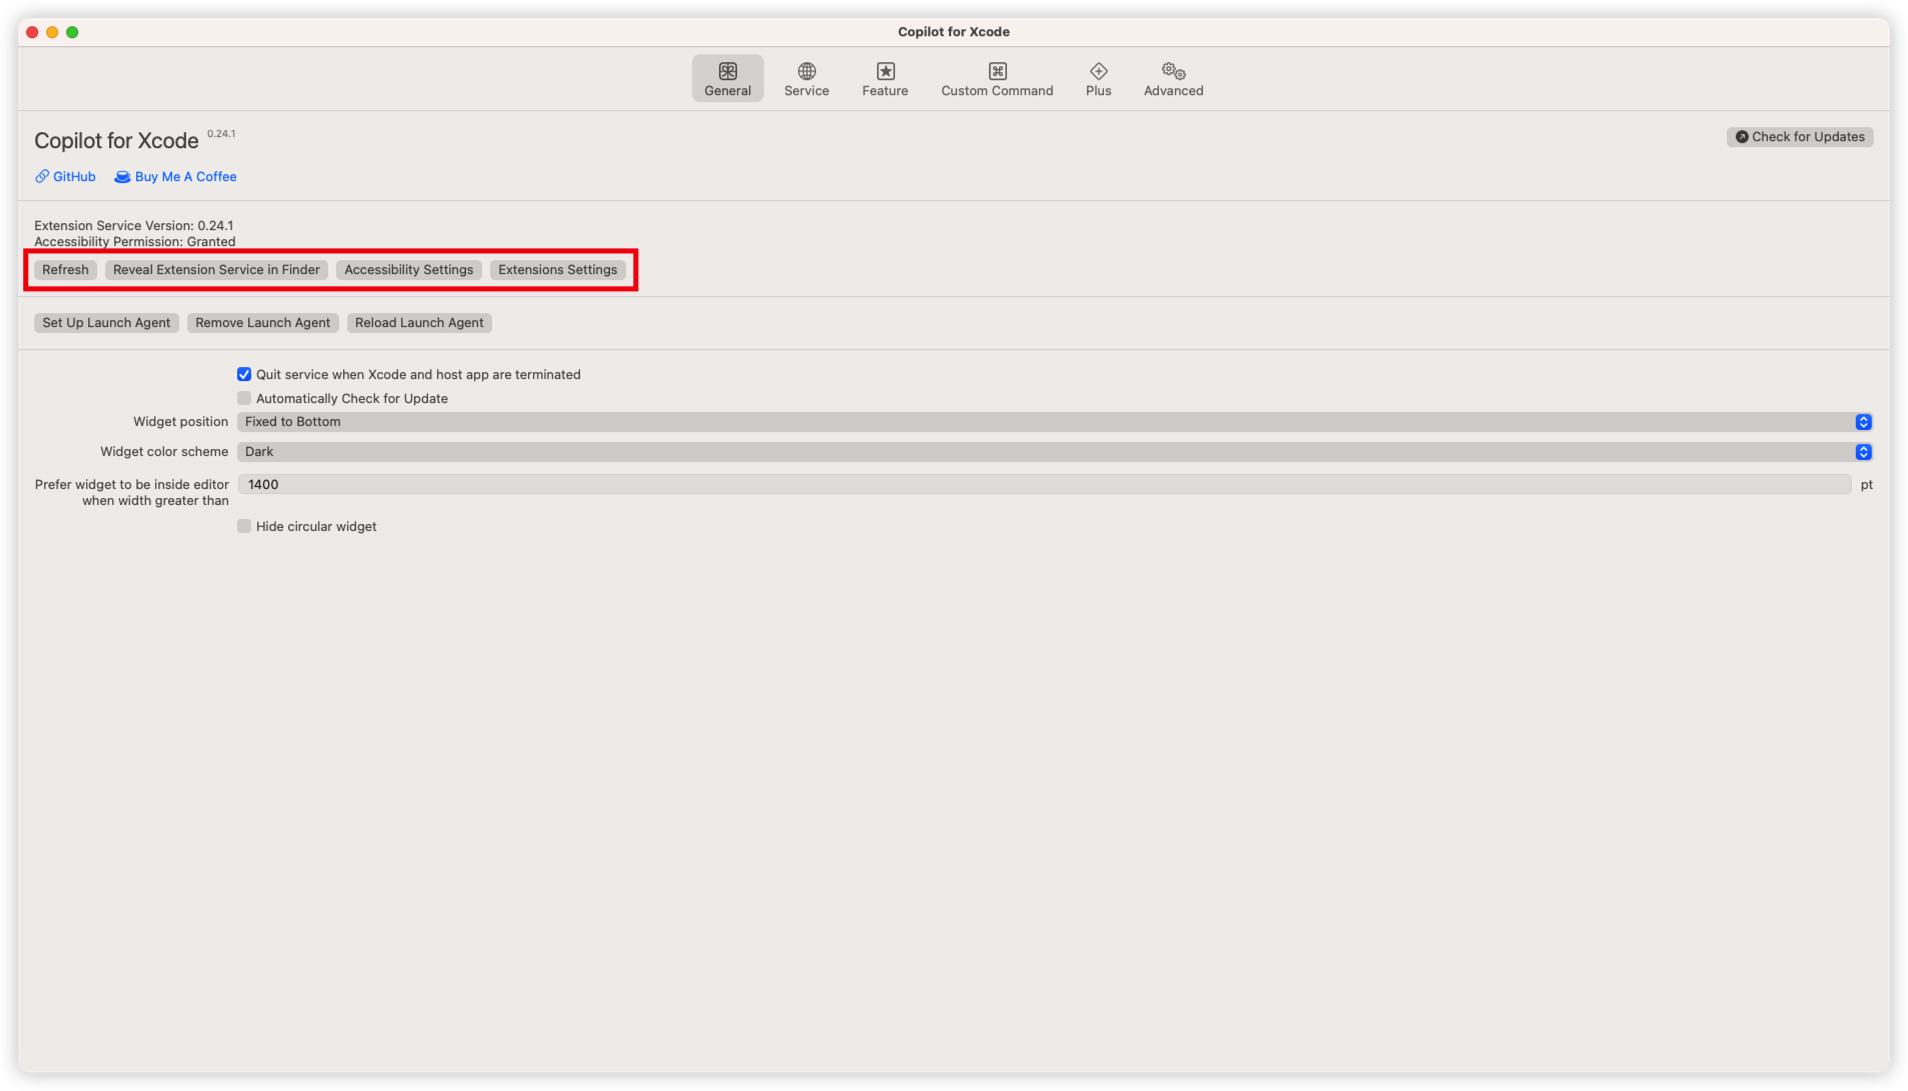 Copilot for Xcode
General Service Feature Custom Command Plus Advanced
Copilot for Xcode 0.24.1
Check for Updates
GitHub Buy Me A Coffee
Extension Service Version: 0.24.1
Accessibility Permission: Granted
Refresh Reveal Extension Service in Finder Accessibility Settings Extensions Settings
Set Up Launch Agent Remove Launch Agent Reload Launch Agent
Quit service when Xcode and host app are terminated
Automatically Check for Update
Widget position Fixed to Bottom
Widget color scheme Dark
Prefer widget to be inside editor 1400 pt
when width greater than
Hide circular widget